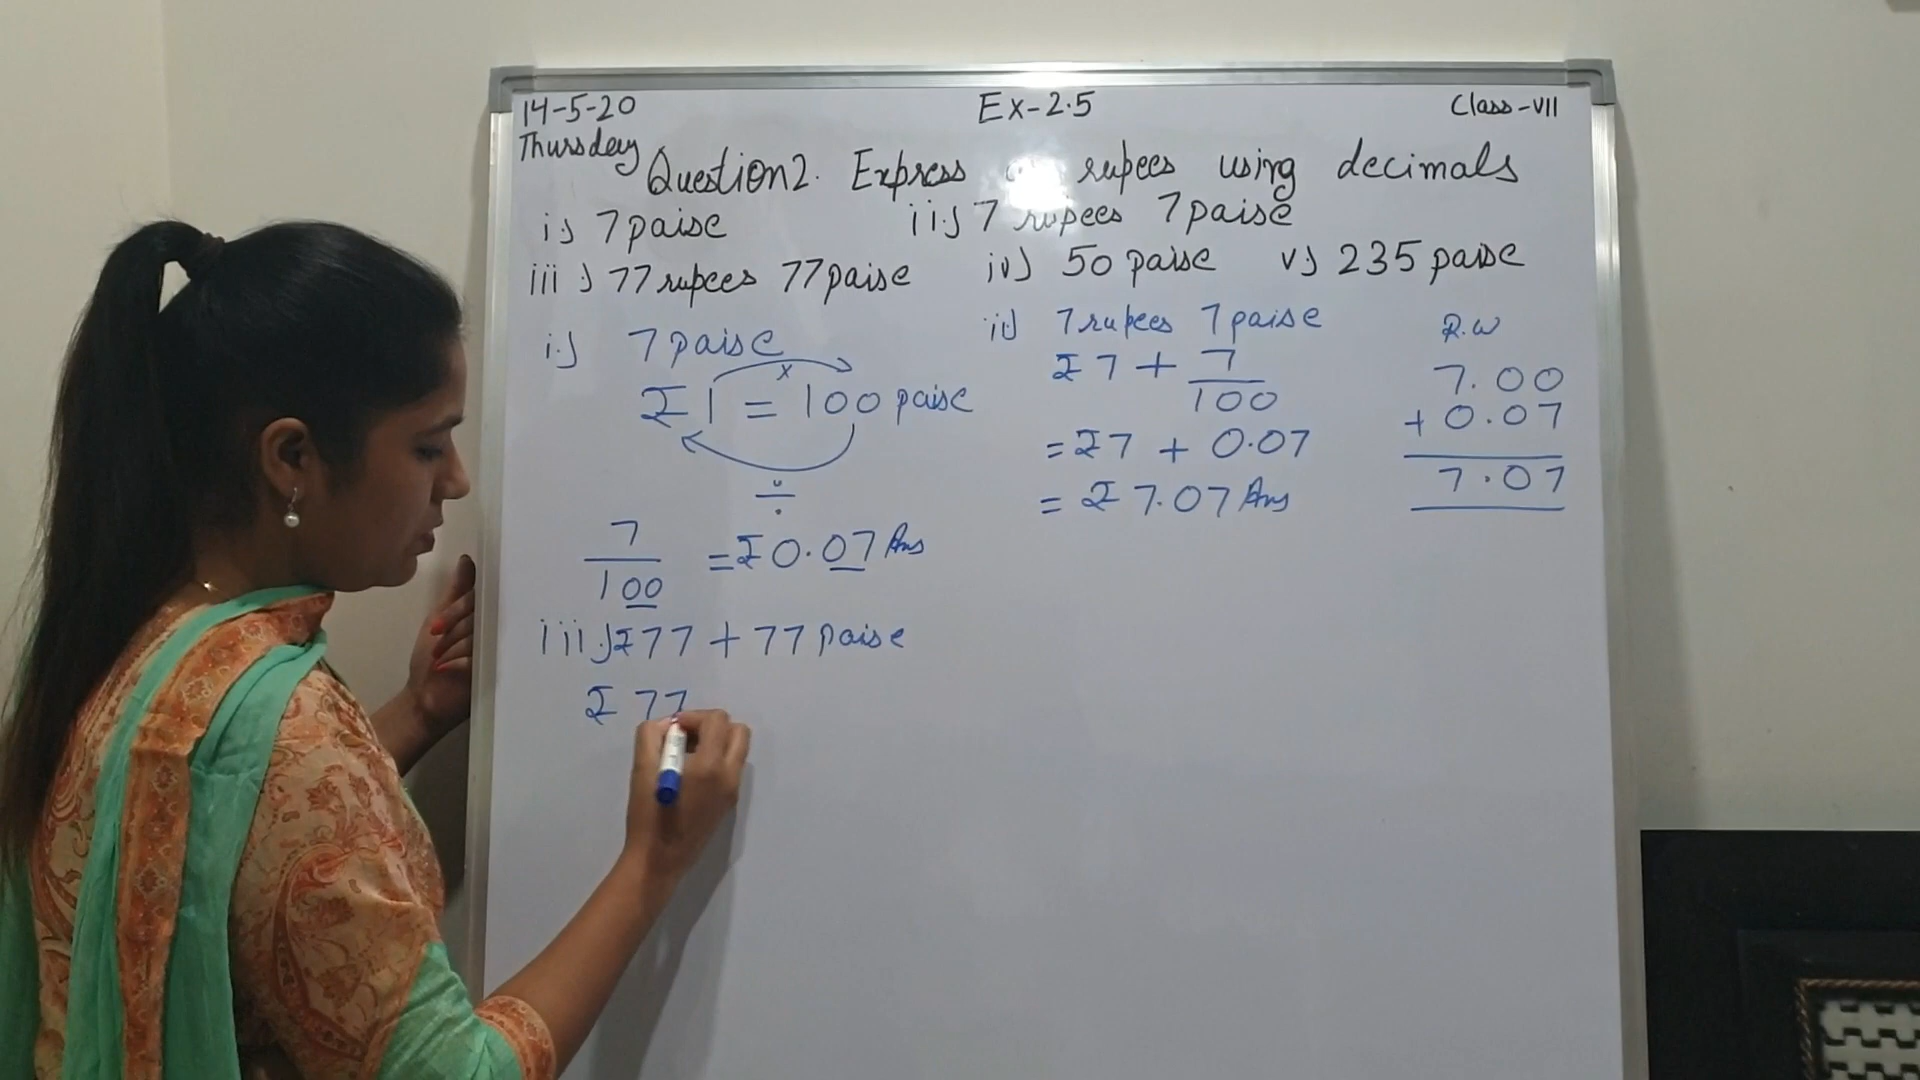 14-5-20 Ex-2.5 Class-VII
Thursday
Question2. Express rupees using decimals
i.) 7 paise ii.) 7 rupees 7 paise
iii.) 77 rupees 77 paise iv) 50 paise v) 235 paise
i.) 7 paise
×
₹ 1 = 100 paise
÷
7/100 = ₹ 0.07 Ans
ii) 7 rupees 7 paise
₹ 7 + 7/100
= ₹ 7 + 0.07
= ₹ 7.07 Ans
R.W
7.00
+ 0.07
7.07
iii.) ₹ 77 + 77 paise
₹ 77